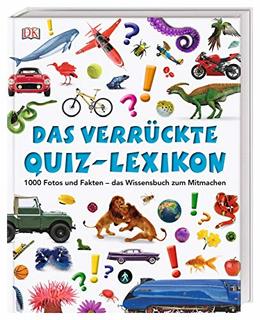 DK
DAS VERRÜCKTE
QUIZ-LEXIKON
1000 Fotos und Fakten – das Wissensbuch zum Mitmachen